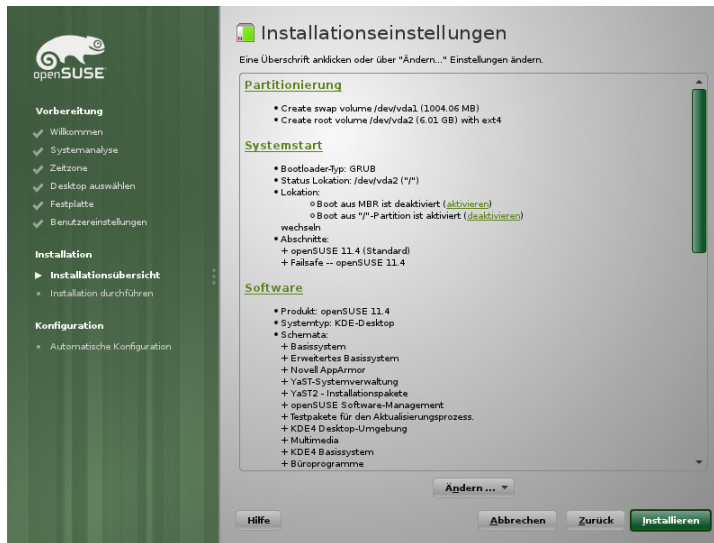 openSUSE
Vorbereitung
Willkommen
Systemanalyse
Zeitzone
Desktop auswählen
Festplatte
Benutzereinstellungen
Installation
Installationsübersicht
Installation durchführen
Konfiguration
Automatische Konfiguration
Installationseinstellungen
Eine Überschrift anklicken oder über "Ändern..." Einstellungen ändern.
Partitionierung
• Create swap volume /dev/vda1 (1004.06 MB)
• Create root volume /dev/vda2 (6.01 GB) with ext4
Systemstart
• Bootloader-Typ: GRUB
• Status Lokation: /dev/vda2 ("/")
• Lokation:
Boot aus MBR ist deaktiviert (aktivieren)
Boot aus "/"-Partition ist aktiviert (deaktivieren)
wechseln
• Abschnitte:
+ openSUSE 11.4 (Standard)
+ Failsafe -- openSUSE 11.4
Software
• Produkt: openSUSE 11.4
• Systemtyp: KDE-Desktop
• Schemata:
+ Basissystem
+ Erweitertes Basissystem
+ Novell AppArmor
+ YaST-Systemverwaltung
+ YaST2 - Installationspakete
+ openSUSE Software-Management
+ Testpakete für den Aktualisierungsprozess.
+ KDE4 Desktop-Umgebung
+ Multimedia
+ KDE4 Basissystem
+ Büroprogramme
Ändern ...
Hilfe
Abbrechen
Zurück
Installieren